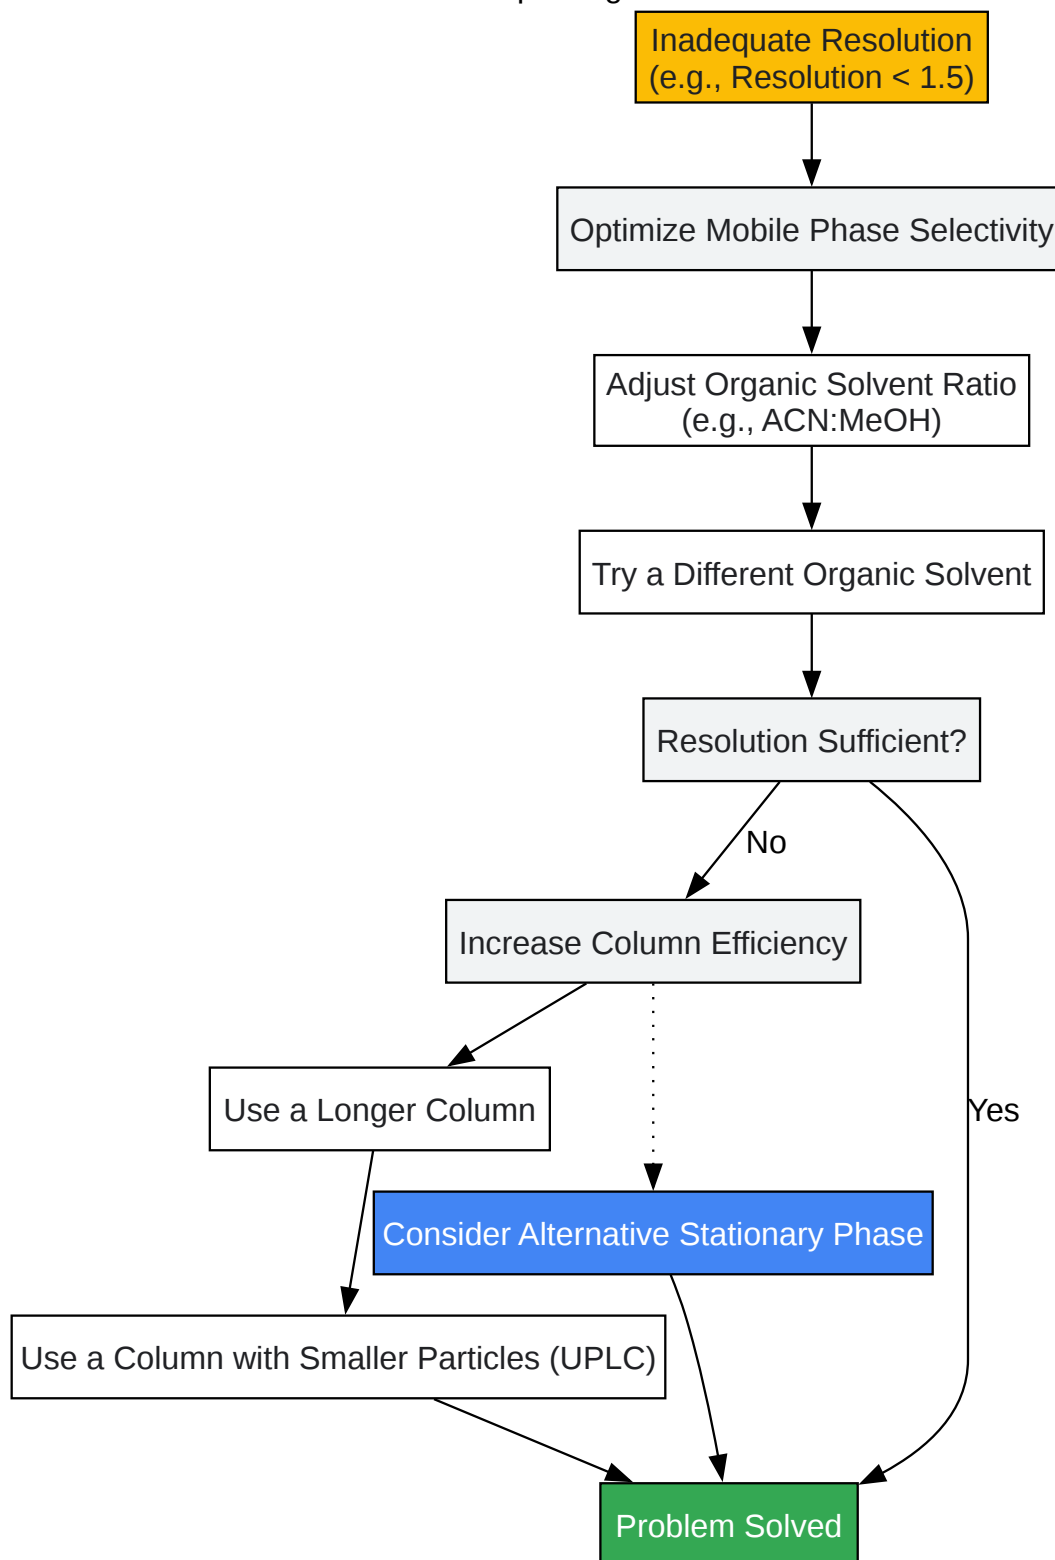 Inadequate Resolution
(e.g., Resolution < 1.5)
Optimize Mobile Phase Selectivity
Adjust Organic Solvent Ratio
(e.g., ACN:MeOH)
Try a Different Organic Solvent
Resolution Sufficient?
No
Increase Column Efficiency
Use a Longer Column
Yes
Consider Alternative Stationary Phase
Use a Column with Smaller Particles (UPLC)
Problem Solved